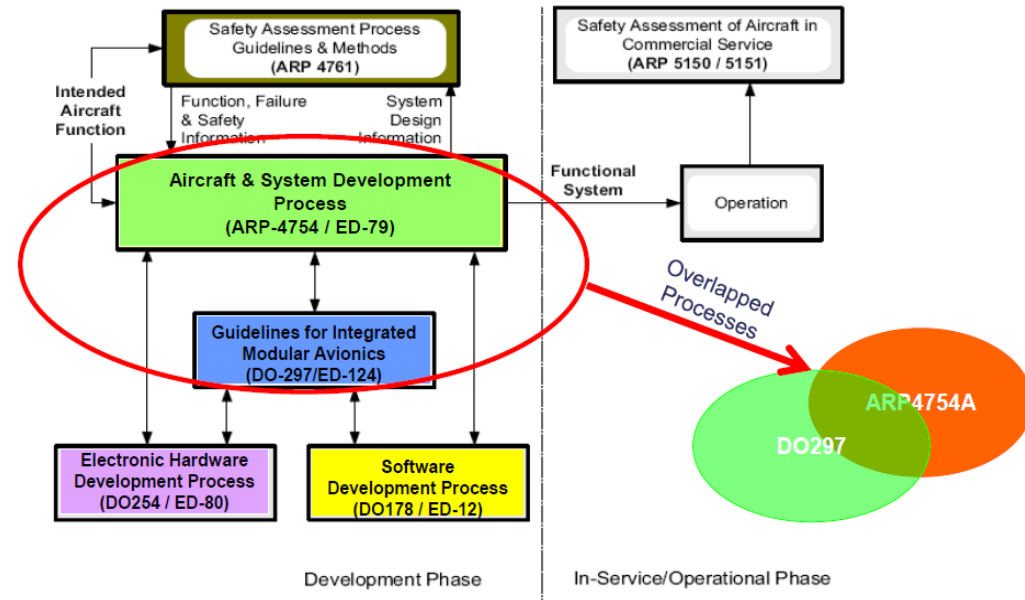 Safety Assessment Process
Guidelines & Methods
(ARP 4761)
Safety Assessment of Aircraft in
Commercial Service
(ARP 5150 / 5151)
Intended
Aircraft
Function
Function, Failure
& Safety
Information
System
Design
Information
Aircraft & System Development
Process
(ARP-4754 / ED-79)
Functional
System
Operation
Overlapped
Processes
Guidelines for Integrated
Modular Avionics
(DO-297/ED-124)
ARP4754A
DO297
Electronic Hardware
Development Process
(DO254 / ED-80)
Software
Development Process
(DO178 / ED-12)
Development Phase
In-Service/Operational Phase